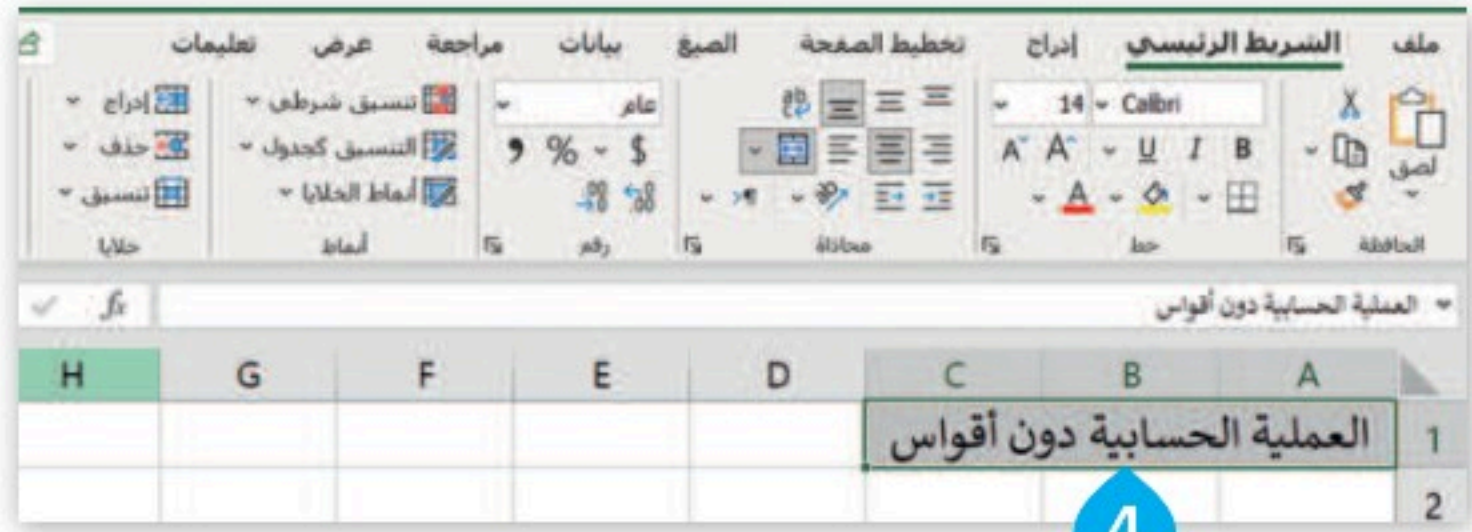 ملف الشريط الرئيسي إدراج تخطيط الصفحة الصيغ بيانات مراجعة عرض تعليمات
Calibri 14 عام تنسيق شرطي إدراج
لصق B I U A A $ % , التنسيق كجدول حذف
A أنماط الخلايا تنسيق
الحافظة خط محاذاة رقم أنماط خلايا
العملية الحسابية دون أقواس fx
A B C D E F G H
1 العملية الحسابية دون أقواس
2
4